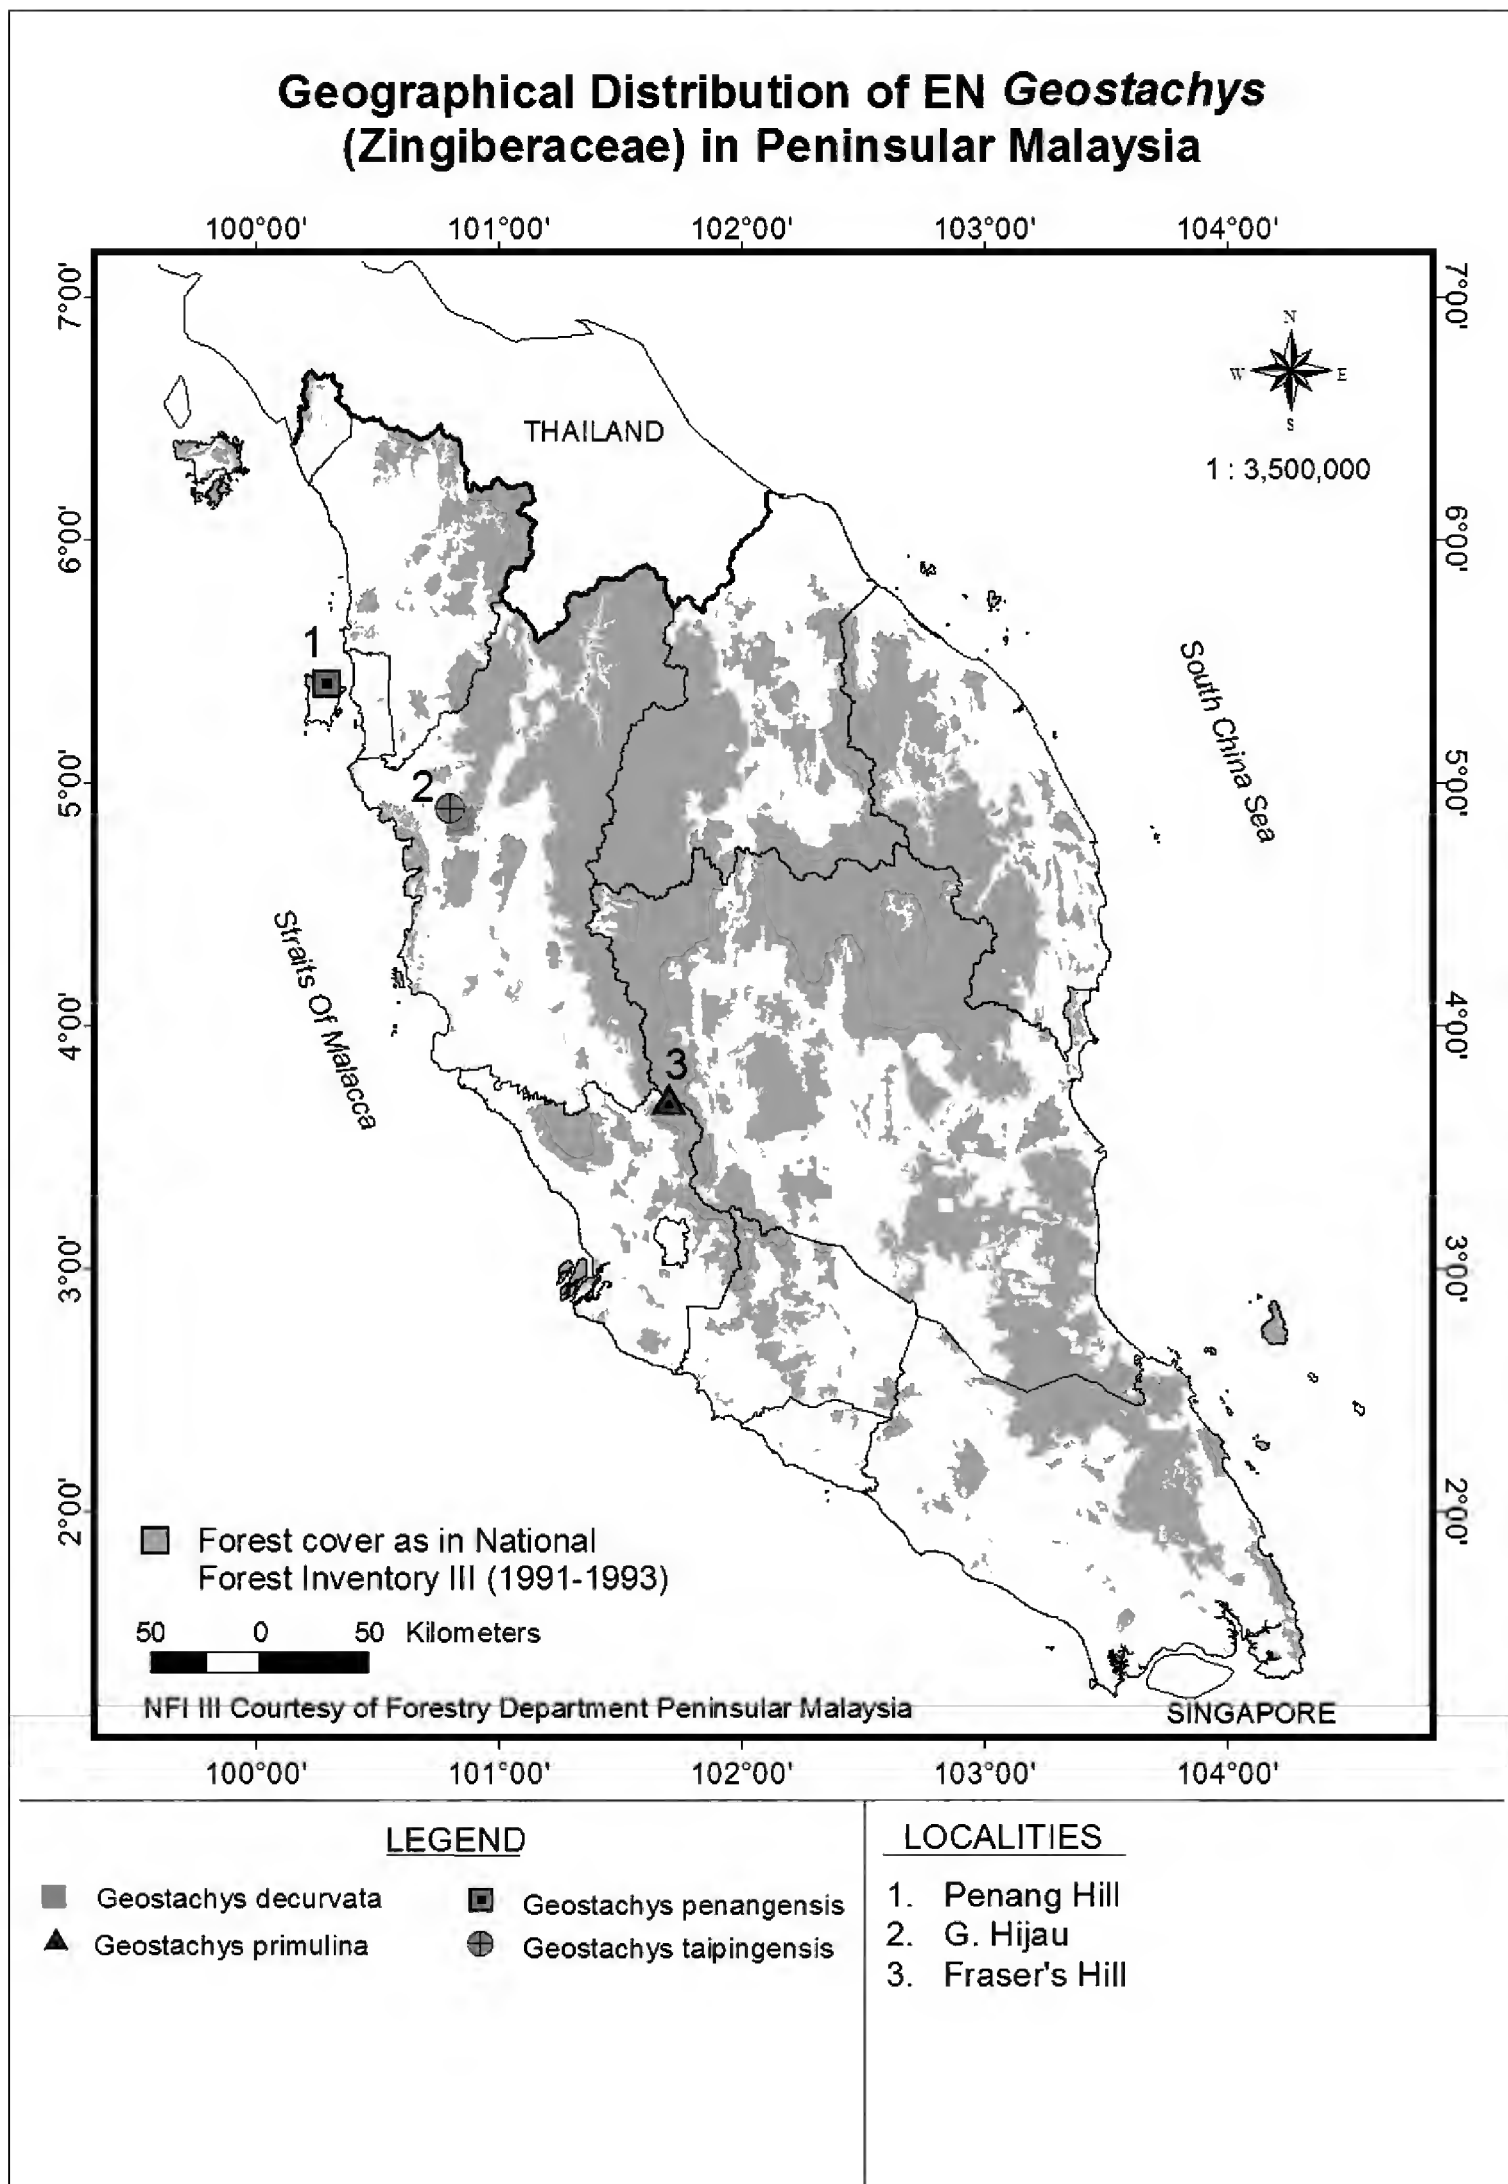 Geographical Distribution of EN Geostachys
(Zingiberaceae) in Peninsular Malaysia
100°00' 101°00' 102°00' 103°00' 104°00'
7°00' 7°00'
N
W E
S
1 : 3,500,000
THAILAND
6°00' 6°00'
1
South China Sea
5°00' 5°00'
2
Straits Of Malacca
4°00' 4°00'
3
3°00' 3°00'
2°00' 2°00'
Forest cover as in National
Forest Inventory III (1991-1993)
50 0 50 Kilometers
NFI III Courtesy of Forestry Department Peninsular Malaysia
SINGAPORE
100°00' 101°00' 102°00' 103°00' 104°00'
LEGEND
Geostachys decurvata
Geostachys penangensis
Geostachys primulina
Geostachys taipingensis
LOCALITIES
1. Penang Hill
2. G. Hijau
3. Fraser's Hill